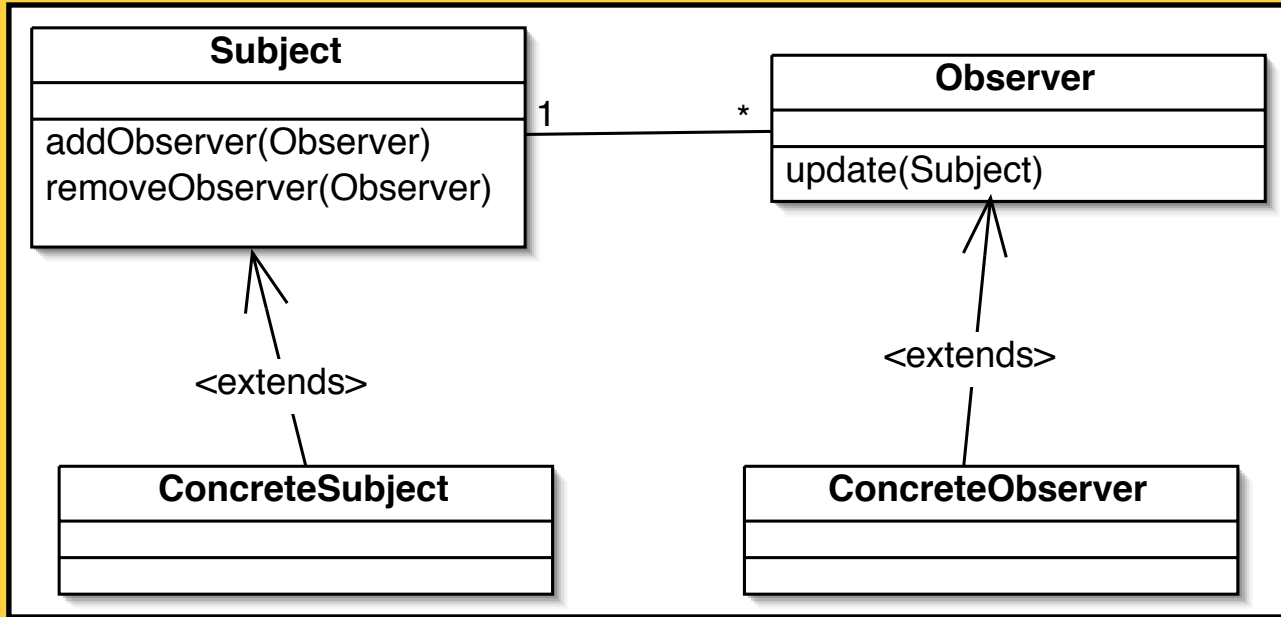 Subject
addObserver(Observer)
removeObserver(Observer)
1
*
Observer
update(Subject)
<extends>
<extends>
ConcreteSubject
ConcreteObserver